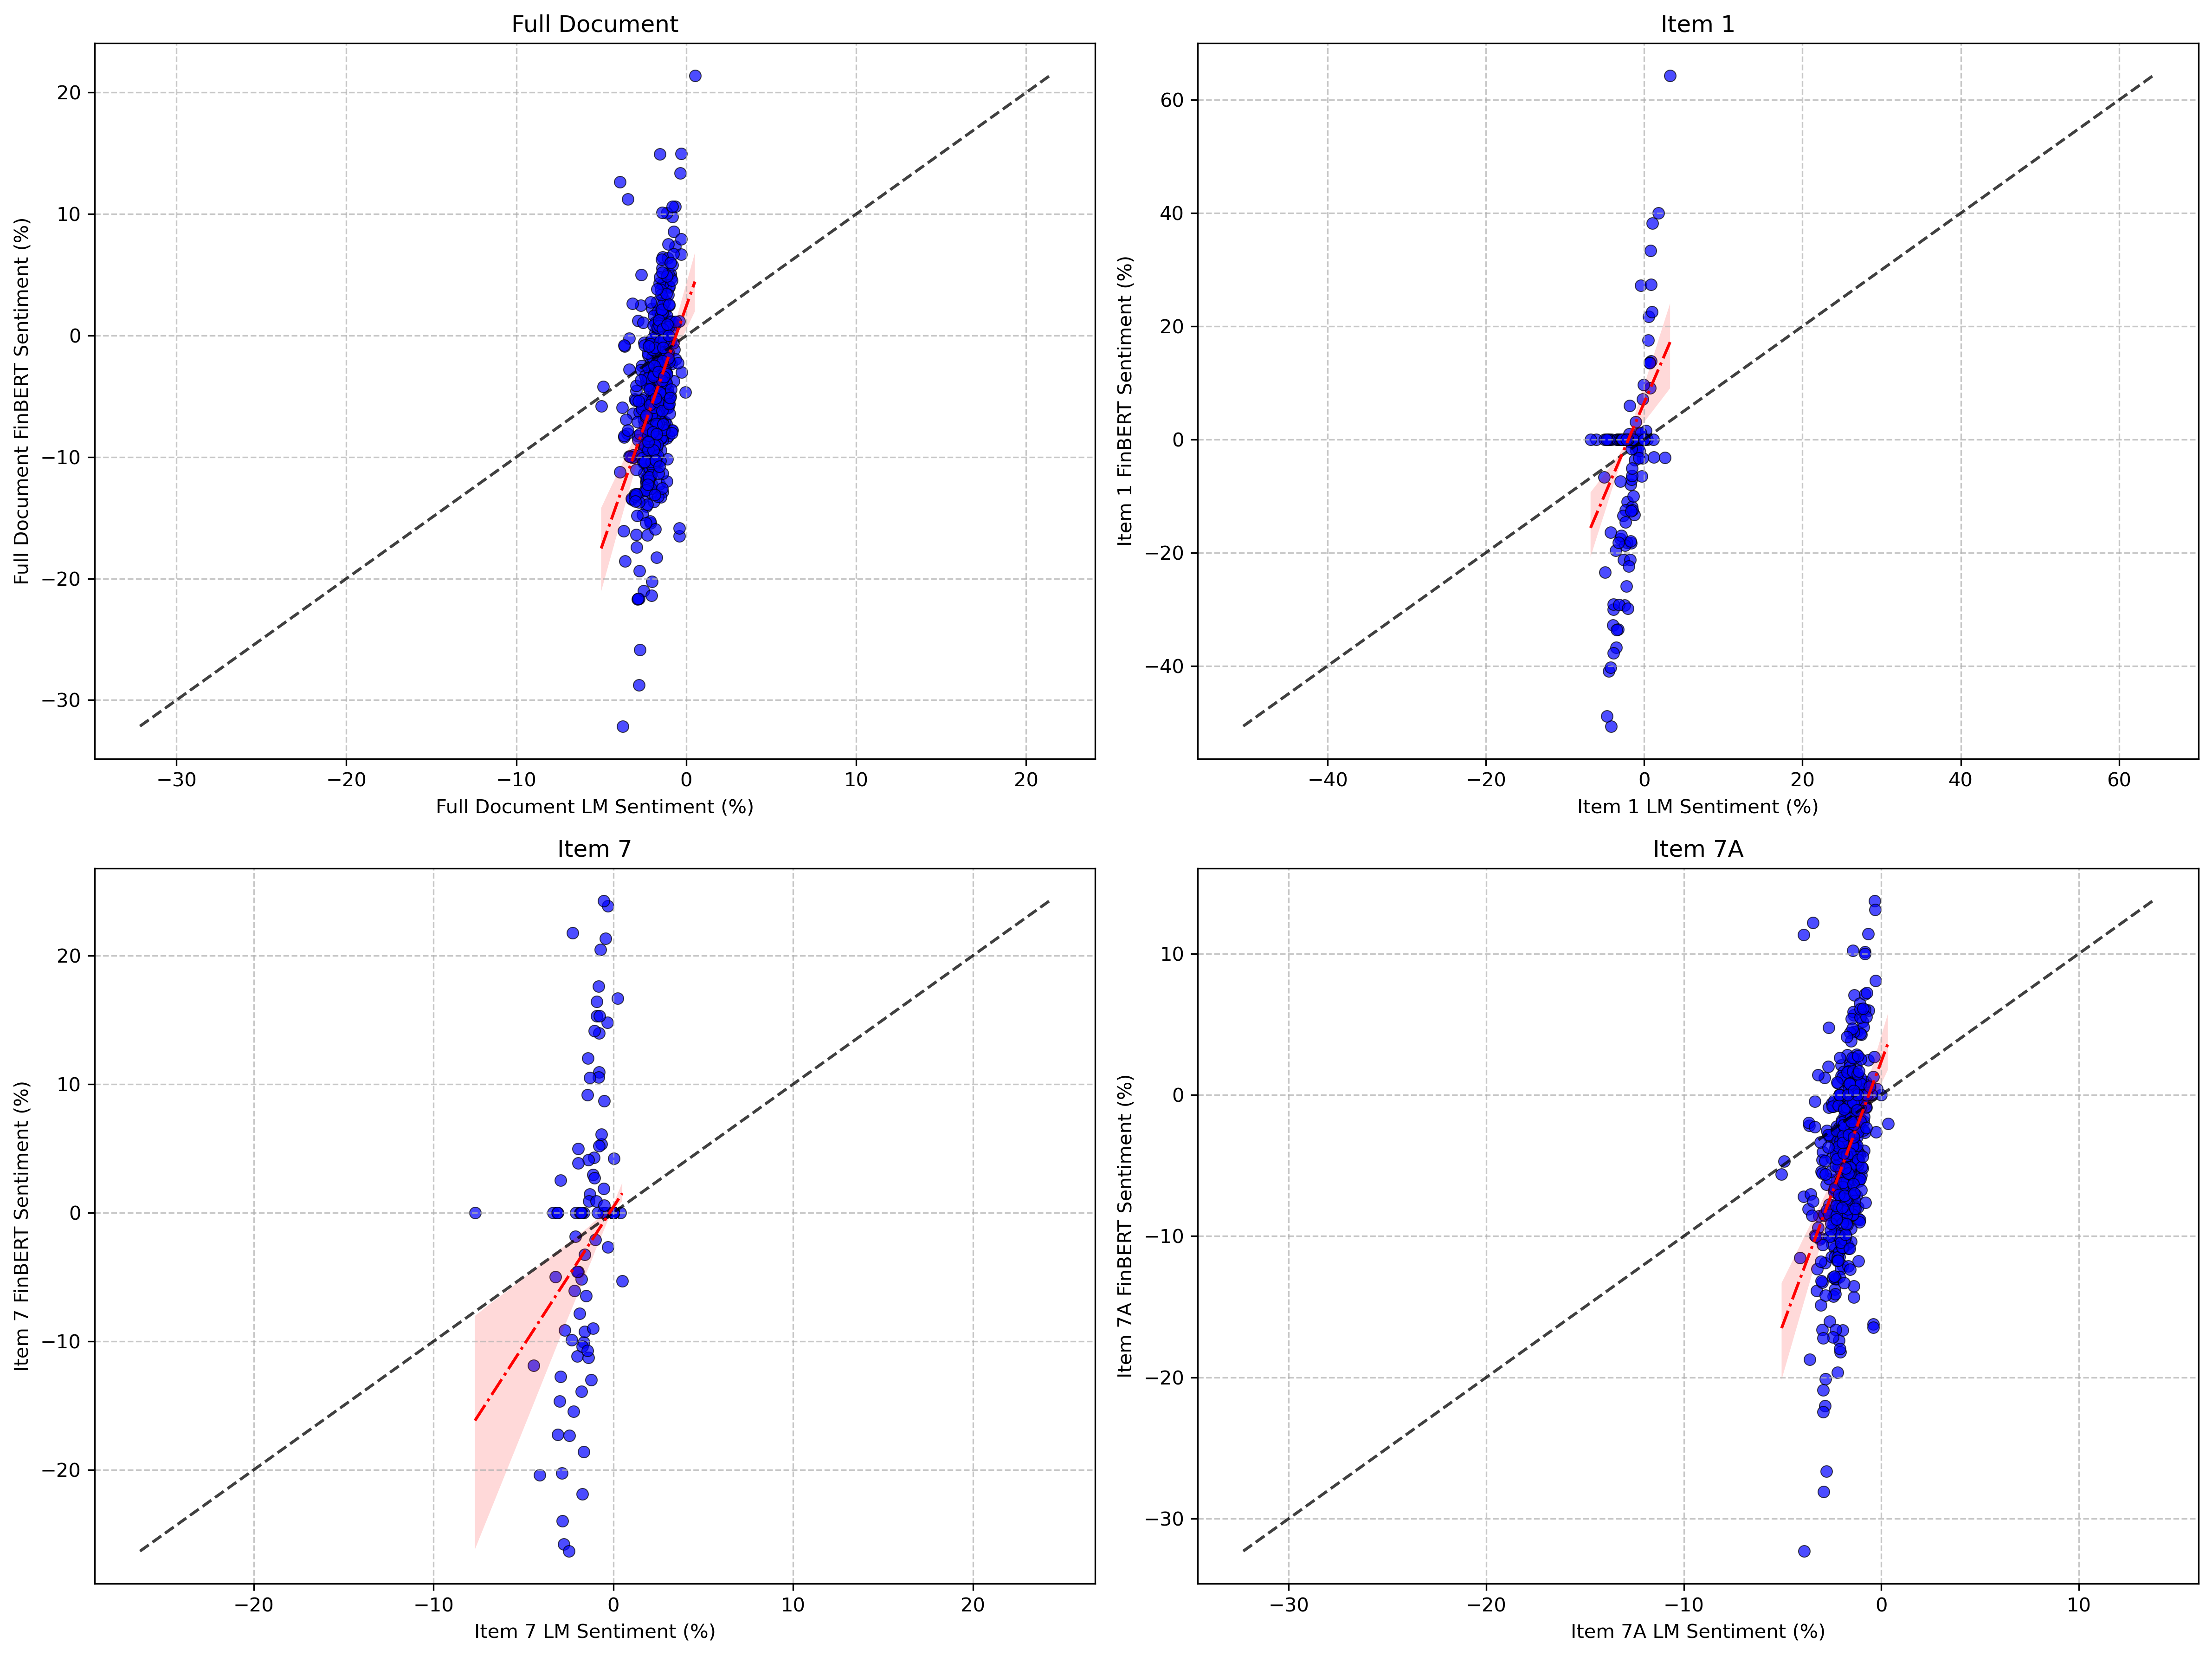 Full Document
Full Document FinBERT Sentiment (%)
20
10
0
−10
−20
−30
−30 −20 −10 0 10 20
Full Document LM Sentiment (%)
Item 1
Item 1 FinBERT Sentiment (%)
60
40
20
0
−20
−40
−40 −20 0 20 40 60
Item 1 LM Sentiment (%)
Item 7
Item 7 FinBERT Sentiment (%)
20
10
0
−10
−20
−20 −10 0 10 20
Item 7 LM Sentiment (%)
Item 7A
Item 7A FinBERT Sentiment (%)
10
0
−10
−20
−30
−30 −20 −10 0 10
Item 7A LM Sentiment (%)